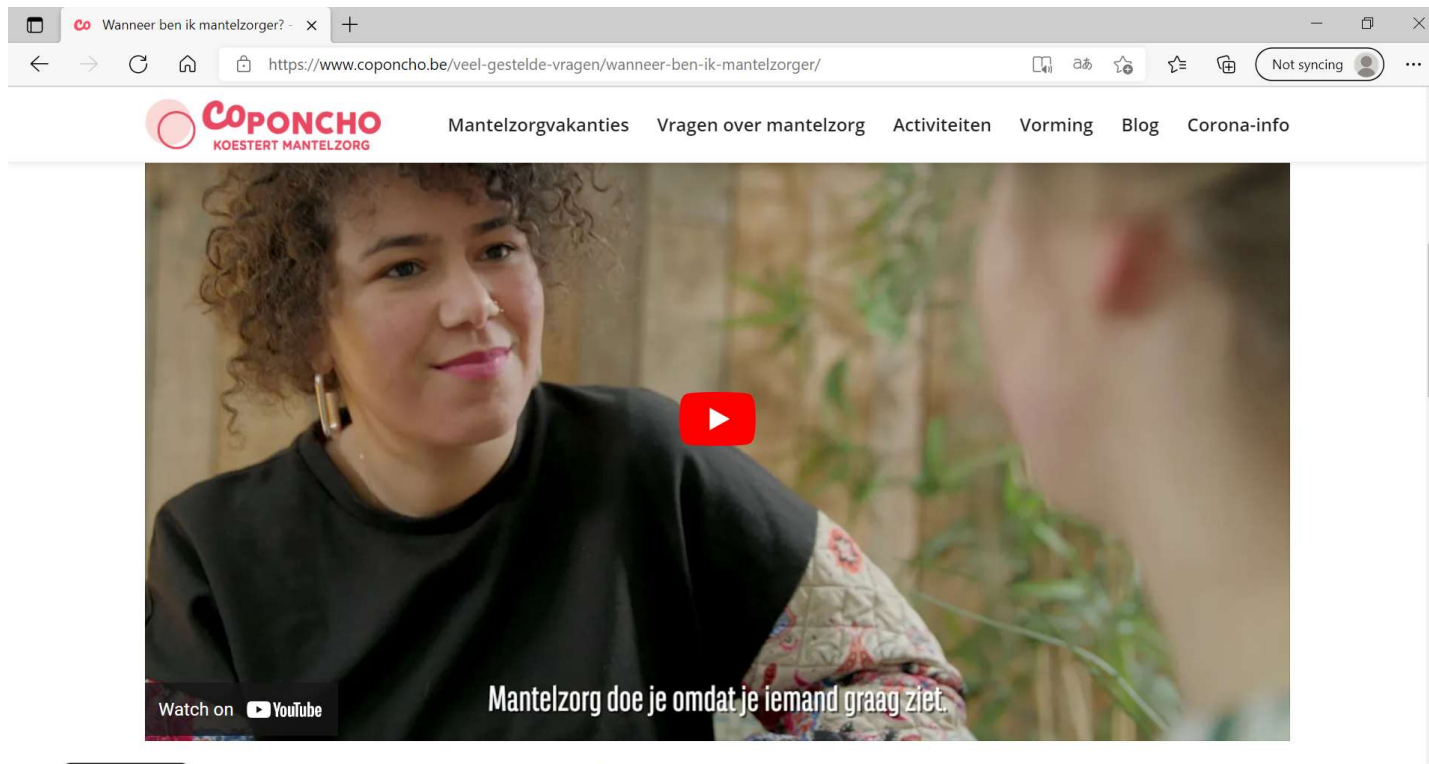 co Wanneer ben ik mantelzorger? -
https://www.coponcho.be/veel-gestelde-vragen/wanneer-ben-ik-mantelzorger/
Not syncing
COPONCHO
KOESTERT MANTELZORG
Mantelzorgvakanties Vragen over mantelzorg Activiteiten Vorming Blog Corona-info
Mantelzorg doe je omdat je iemand graag ziet.
Watch on YouTube